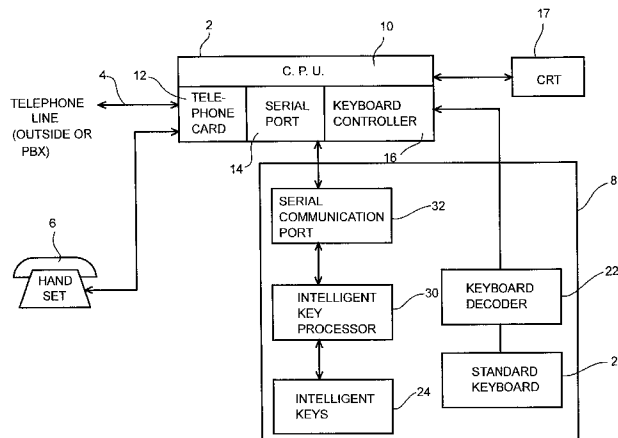 2
10
17
C. P. U.
CRT
12
4
TELE-
PHONE
CARD
SERIAL
PORT
KEYBOARD
CONTROLLER
TELEPHONE
LINE
(OUTSIDE OR
PBX)
14
16
8
SERIAL
COMMUNICATION
PORT
32
6
HAND
SET
22
KEYBOARD
DECODER
30
INTELLIGENT
KEY
PROCESSOR
STANDARD
KEYBOARD
2
INTELLIGENT
KEYS
24